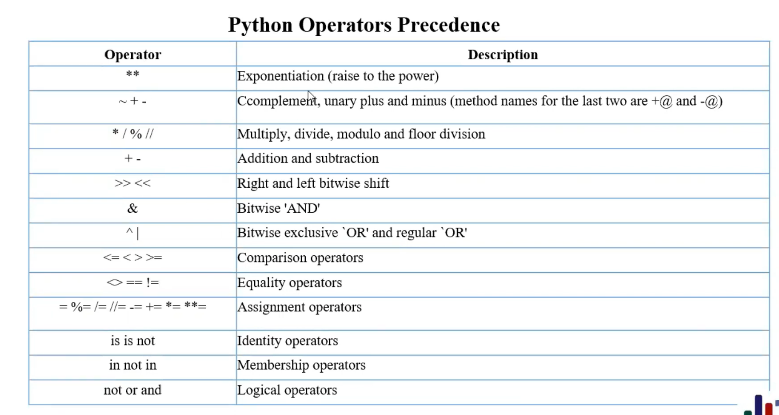 Python Operators Precedence
Operator Description
** Exponentiation (raise to the power)
~ + - Ccomplement, unary plus and minus (method names for the last two are +@ and -@)
* / % // Multiply, divide, modulo and floor division
+ - Addition and subtraction
>> << Right and left bitwise shift
& Bitwise 'AND'
^ | Bitwise exclusive `OR' and regular `OR'
<= < > >= Comparison operators
<> == != Equality operators
= %= /= //= -= += *= **= Assignment operators
is is not Identity operators
in not in Membership operators
not or and Logical operators